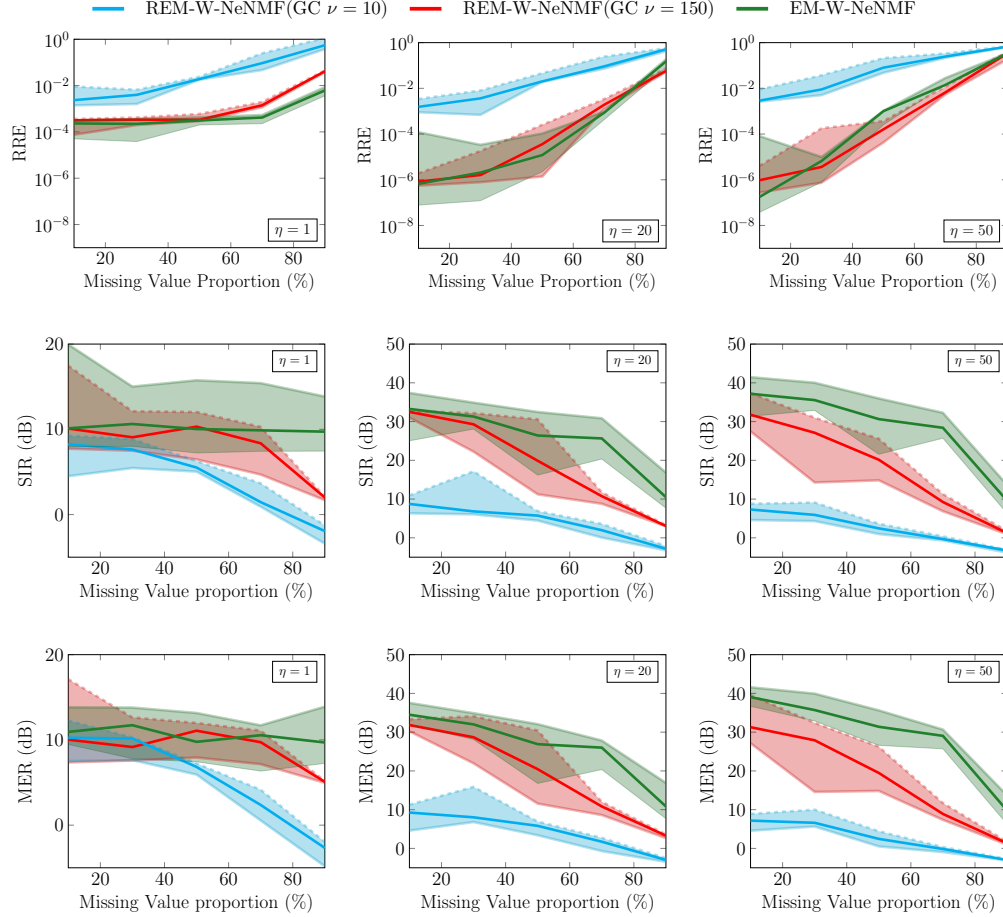 REM-W-NeNMF(GC ν = 10) REM-W-NeNMF(GC ν = 150) EM-W-NeNMF
10^0
10^−2
10^−4
10^−6
10^−8
RRE
η = 1
20 40 60 80
Missing Value Proportion (%)
10^0
10^−2
10^−4
10^−6
10^−8
RRE
η = 20
20 40 60 80
Missing Value Proportion (%)
10^0
10^−2
10^−4
10^−6
10^−8
RRE
η = 50
20 40 60 80
Missing Value Proportion (%)
20
10
0
SIR (dB)
η = 1
20 40 60 80
Missing Value proportion (%)
50
40
30
20
10
0
SIR (dB)
η = 20
20 40 60 80
Missing Value proportion (%)
50
40
30
20
10
0
SIR (dB)
η = 50
20 40 60 80
Missing Value proportion (%)
20
10
0
MER (dB)
η = 1
20 40 60 80
Missing Value proportion (%)
50
40
30
20
10
0
MER (dB)
η = 20
20 40 60 80
Missing Value proportion (%)
50
40
30
20
10
0
MER (dB)
η = 50
20 40 60 80
Missing Value proportion (%)